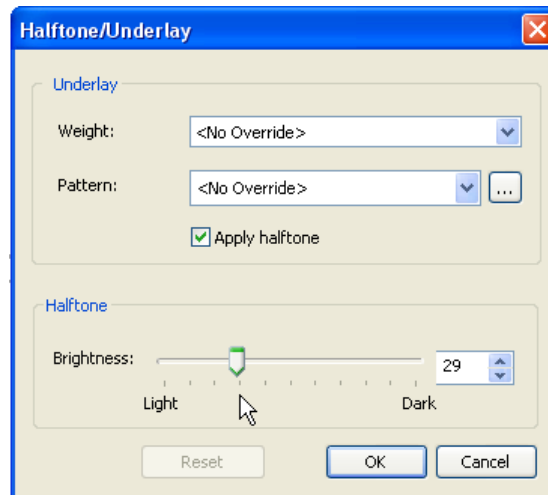 Halftone/Underlay
Underlay
Weight: <No Override>
Pattern: <No Override> ...
Apply halftone
Halftone
Brightness: 29
Light Dark
Reset OK Cancel